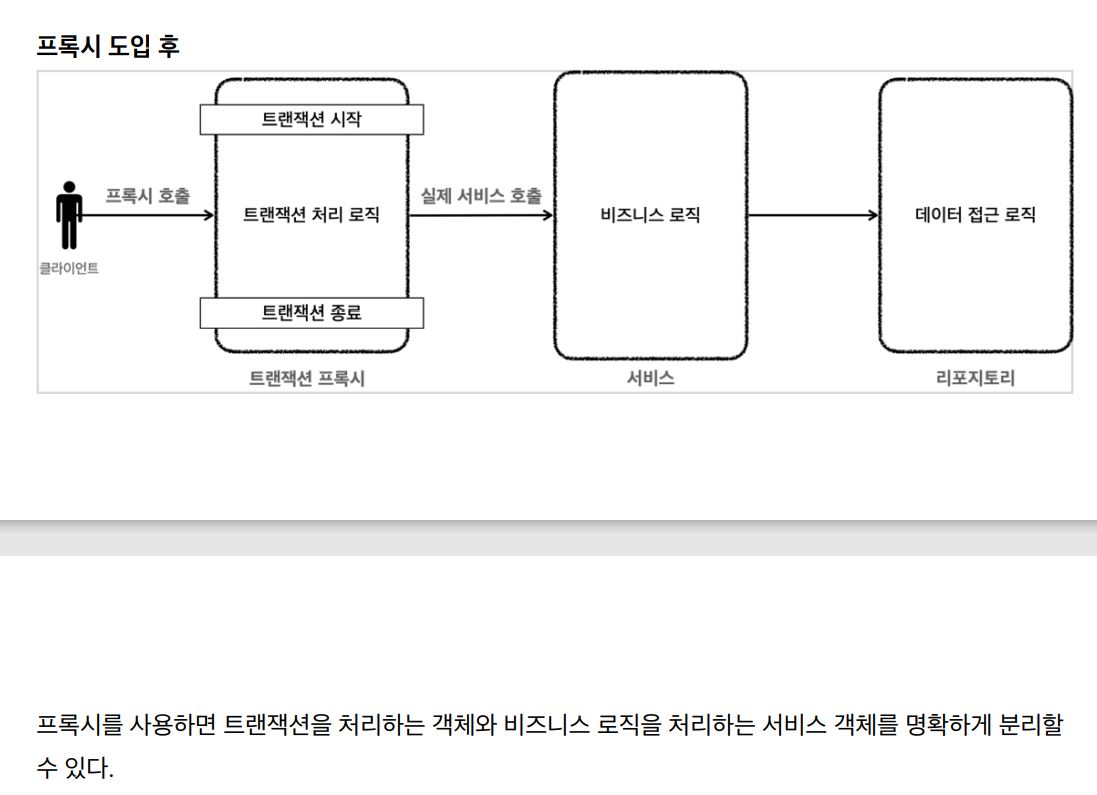 프록시 도입 후
트랜잭션 시작
프록시 호출
실제 서비스 호출
트랜잭션 처리 로직
비즈니스 로직
데이터 접근 로직
클라이언트
트랜잭션 종료
트랜잭션 프록시
서비스
리포지토리
프록시를 사용하면 트랜잭션을 처리하는 객체와 비즈니스 로직을 처리하는 서비스 객체를 명확하게 분리할
수 있다.